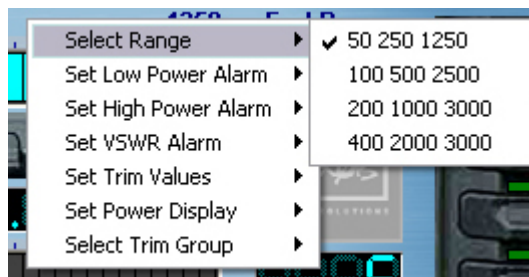 Select Range
Set Low Power Alarm
Set High Power Alarm
Set VSWR Alarm
Set Trim Values
Set Power Display
Select Trim Group
50 250 1250
100 500 2500
200 1000 3000
400 2000 3000
SOLUTIONS